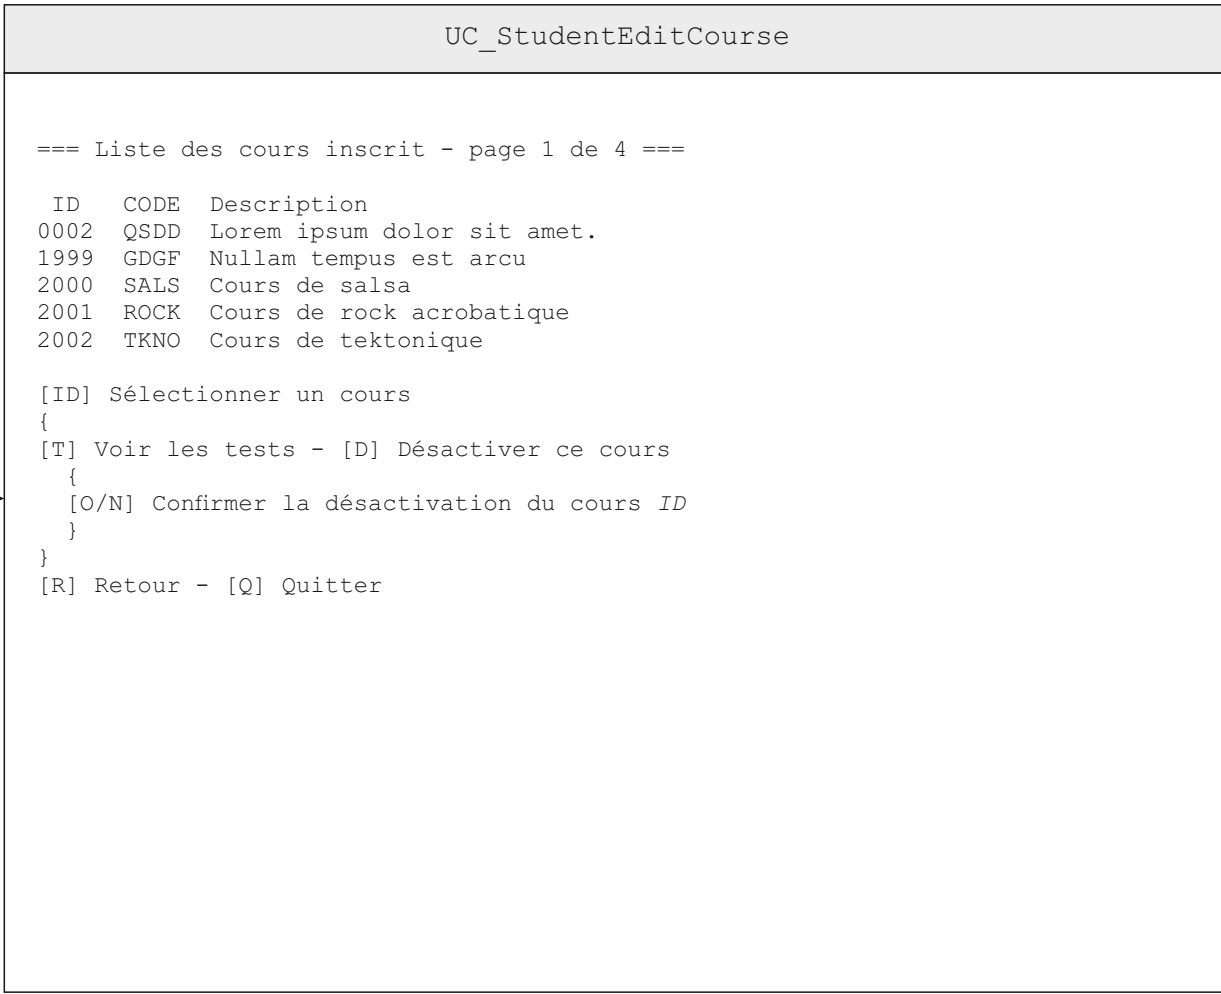 UC_StudentEditCourse
=== Liste des cours inscrit - page 1 de 4 ===
ID CODE Description
0002 QSDD Lorem ipsum dolor sit amet.
1999 GDGF Nullam tempus est arcu
2000 SALS Cours de salsa
2001 ROCK Cours de rock acrobatique
2002 TKNO Cours de tektonique
[ID] Sélectionner un cours
{
[T] Voir les tests - [D] Désactiver ce cours
{
[O/N] Confirmer la désactivation du cours ID
}
}
[R] Retour - [Q] Quitter